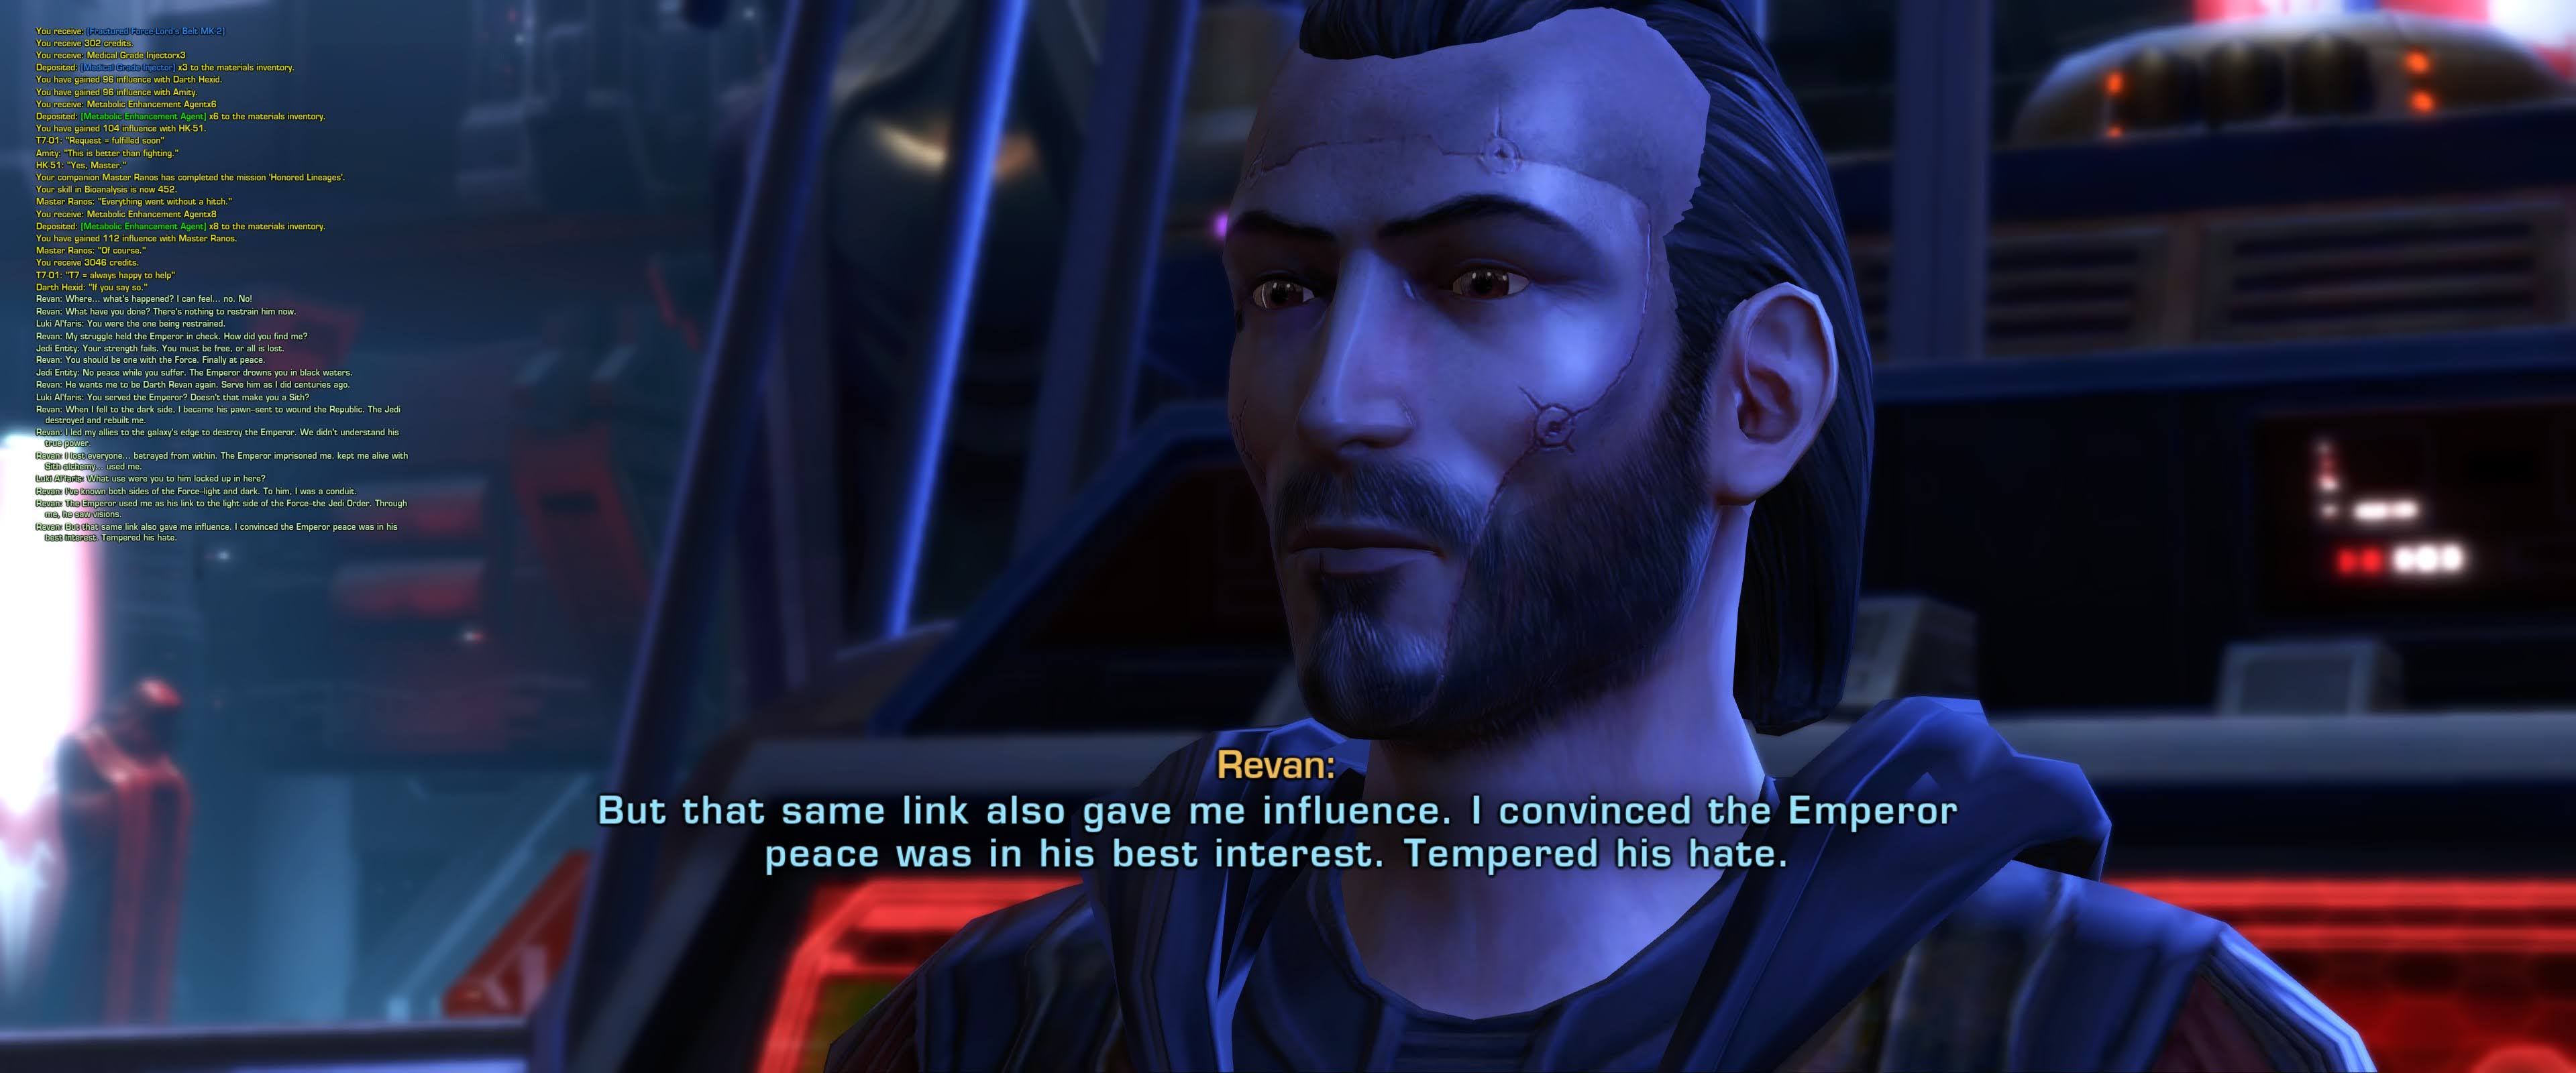 You receive: [Fractured Force-Lord's Belt MK-2]
You receive 302 credits.
You receive: Medical Grade Injectorx3
Deposited: [Medical Grade Injector] x3 to the materials inventory.
You have gained 96 influence with Darth Hexid.
You have gained 96 influence with Amity.
You receive: Metabolic Enhancement Agentx6
Deposited: [Metabolic Enhancement Agent] x6 to the materials inventory.
You have gained 104 influence with HK-51.
T7-01: "Request = fulfilled soon"
Amity: "This is better than fighting."
HK-51: "Yes, Master."
Your companion Master Ranos has completed the mission 'Honored Lineages'.
Your skill in Bioanalysis is now 452.
Master Ranos: "Everything went without a hitch."
You receive: Metabolic Enhancement Agentx8
Deposited: [Metabolic Enhancement Agent] x8 to the materials inventory.
You have gained 112 influence with Master Ranos.
Master Ranos: "Of course."
You receive 3046 credits.
T7-01: "T7 = always happy to help"
Darth Hexid: "If you say so."
Revan: Where... what's happened? I can feel... no. No!
Revan: What have you done? There's nothing to restrain him now.
Luki Al'faris: You were the one being restrained.
Revan: My struggle held the Emperor in check. How did you find me?
Jedi Entity: Your strength fails. You must be free, or all is lost.
Revan: You should be one with the Force. Finally at peace.
Jedi Entity: No peace while you suffer. The Emperor drowns you in black waters.
Revan: He wants me to be Darth Revan again. Serve him as I did centuries ago.
Luki Al'faris: You served the Emperor? Doesn't that make you a Sith?
Revan: When I fell to the dark side, I became his pawn–sent to wound the Republic. The Jedi
destroyed and rebuilt me.
Revan: I led my allies to the galaxy's edge to destroy the Emperor. We didn't understand his
true power.
Revan: I lost everyone... betrayed from within. The Emperor imprisoned me, kept me alive with
Sith alchemy... used me.
Luki Al'faris: What use were you to him locked up in here?
Revan: I've known both sides of the Force–light and dark. To him, I was a conduit.
Revan: The Emperor used me as his link to the light side of the Force–the Jedi Order. Through
me, he saw visions.
Revan: But that same link also gave me influence. I convinced the Emperor peace was in his
best interest. Tempered his hate.
Revan:
But that same link also gave me influence. I convinced the Emperor
peace was in his best interest. Tempered his hate.